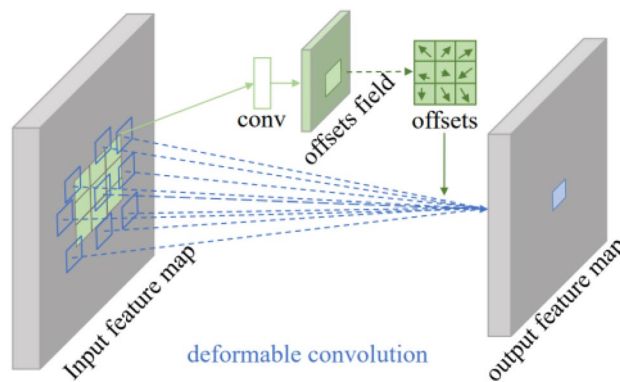 conv
offsets field
offsets
Input feature map
output feature map
deformable convolution